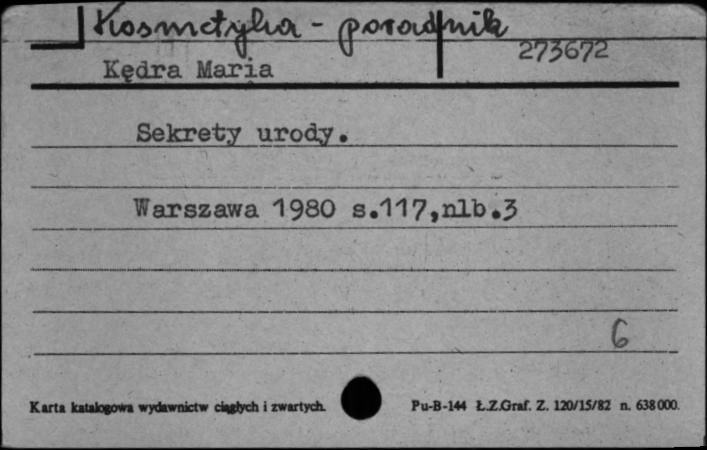 Kosmetyka - poradnik
273672
Kędra Maria
Sekrety urody.
Warszawa 1980 s.117,nlb.3
6
Karta katalogowa wydawnictw ciągłych i zwartych. Pu-B-144 Ł.Z.Graf. Z. 120/15/82 n. 638000.